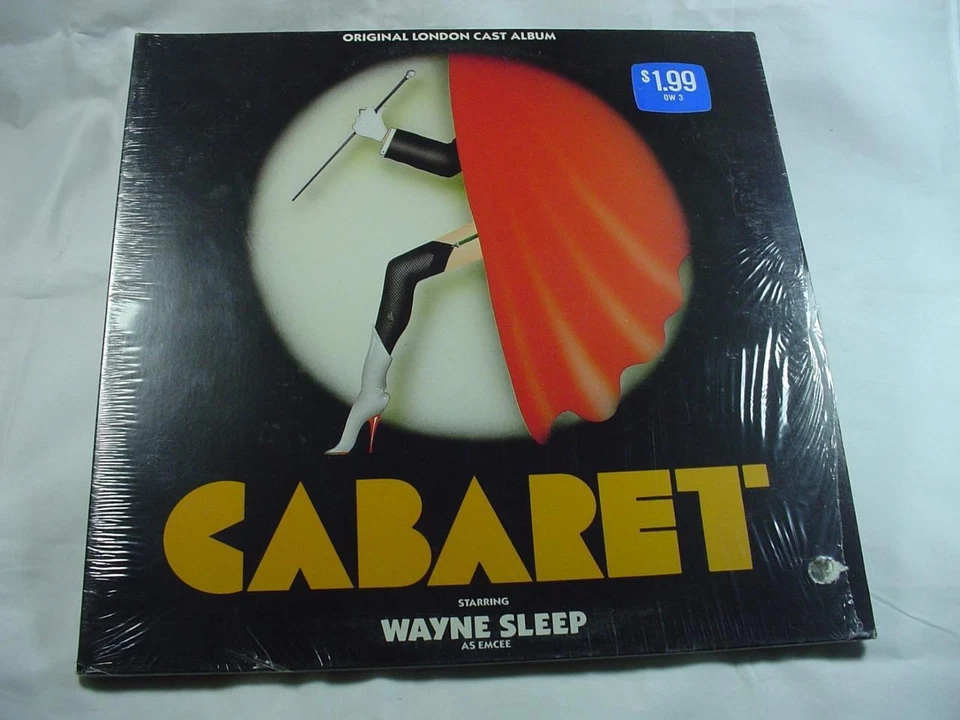 ORIGINAL LONDON CAST ALBUM
$1.99
OW 3
CABARET
STARRING
WAYNE SLEEP
AS EMCEE